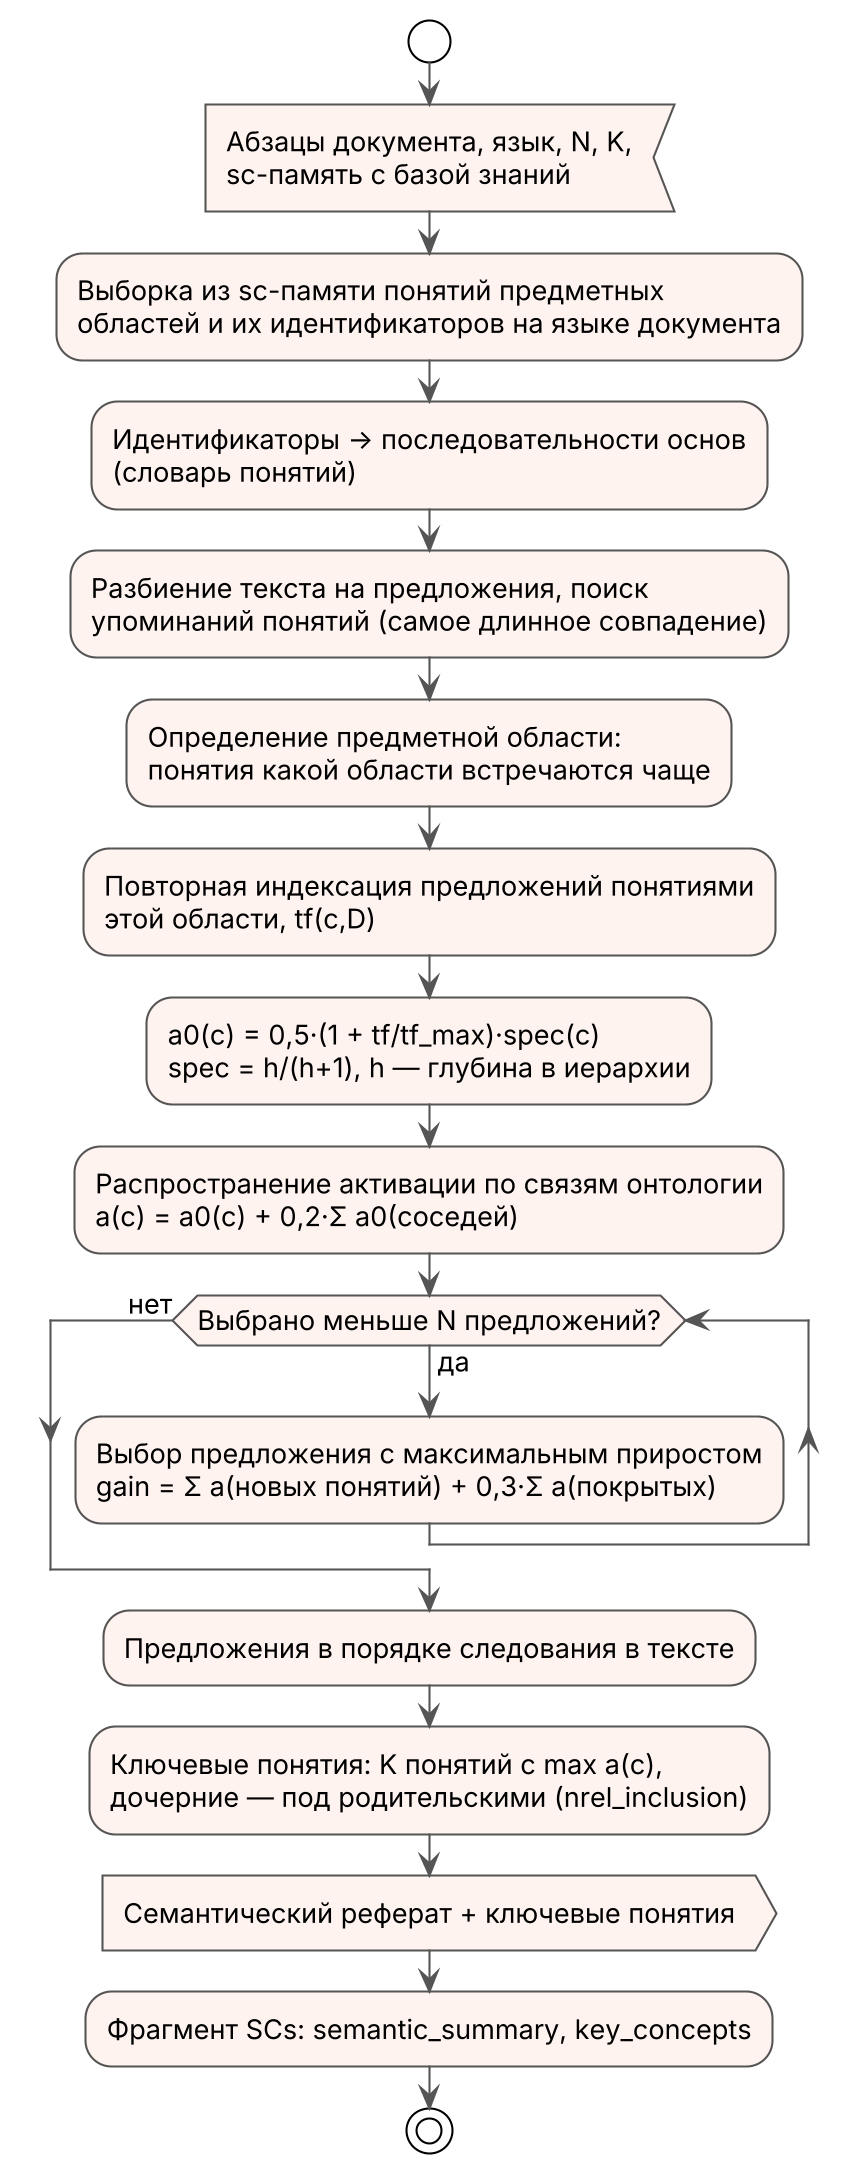 Абзацы документа, язык, N, K,
sc-память с базой знаний
Выборка из sc-памяти понятий предметных
областей и их идентификаторов на языке документа
Идентификаторы → последовательности основ
(словарь понятий)
Разбиение текста на предложения, поиск
упоминаний понятий (самое длинное совпадение)
Определение предметной области:
понятия какой области встречаются чаще
Повторная индексация предложений понятиями
этой области, tf(c,D)
a0(c) = 0,5·(1 + tf/tf_max)·spec(c)
spec = h/(h+1), h — глубина в иерархии
Распространение активации по связям онтологии
a(c) = a0(c) + 0,2·Σ a0(соседей)
нет
Выбрано меньше N предложений?
да
Выбор предложения с максимальным приростом
gain = Σ a(новых понятий) + 0,3·Σ a(покрытых)
Предложения в порядке следования в тексте
Ключевые понятия: K понятий с max a(c),
дочерние — под родительскими (nrel_inclusion)
Семантический реферат + ключевые понятия
Фрагмент SCs: semantic_summary, key_concepts